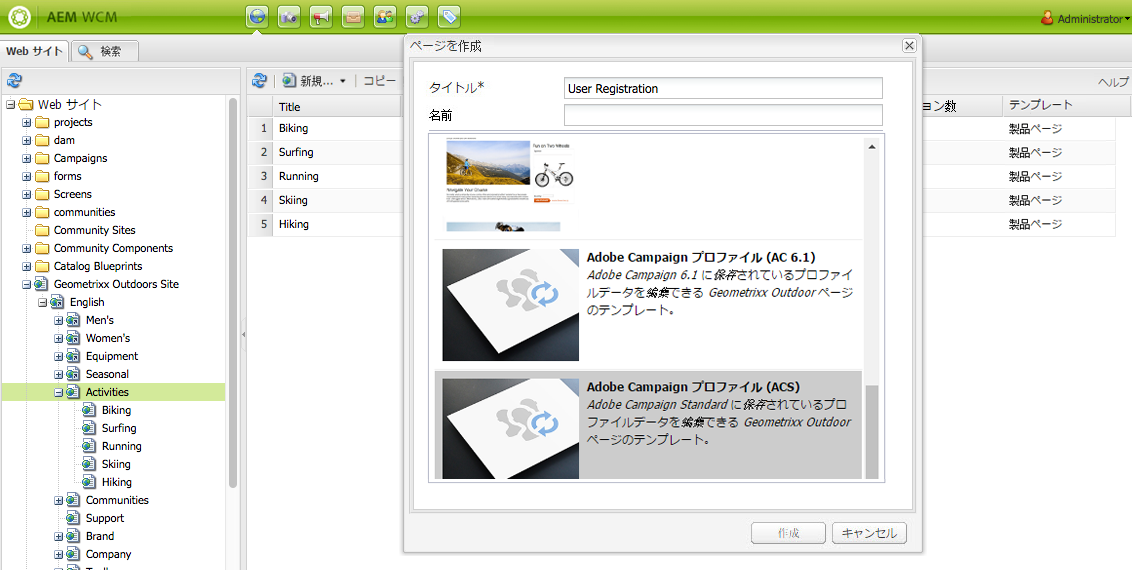 AEM WCM
Administrator
Web サイト
検索
新規...
コピー
ヘルプ
Web サイト
projects
dam
Campaigns
forms
Screens
communities
Community Sites
Community Components
Catalog Blueprints
Geometrixx Outdoors Site
English
Men's
Women's
Equipment
Seasonal
Activities
Biking
Surfing
Running
Skiing
Hiking
Communities
Support
Brand
Company
Title
ョン数
テンプレート
1 Biking 製品ページ
2 Surfing 製品ページ
3 Running 製品ページ
4 Skiing 製品ページ
5 Hiking 製品ページ
ページを作成
タイトル*
User Registration
名前
Adobe Campaign プロファイル (AC 6.1)
Adobe Campaign 6.1 に保存されているプロファイ
ルデータを編集できる Geometrixx Outdoor ページ
のテンプレート。
Adobe Campaign プロファイル (ACS)
Adobe Campaign Standard に保存されているプロ
ファイルデータを編集できる Geometrixx Outdoor
ページのテンプレート。
作成
キャンセル